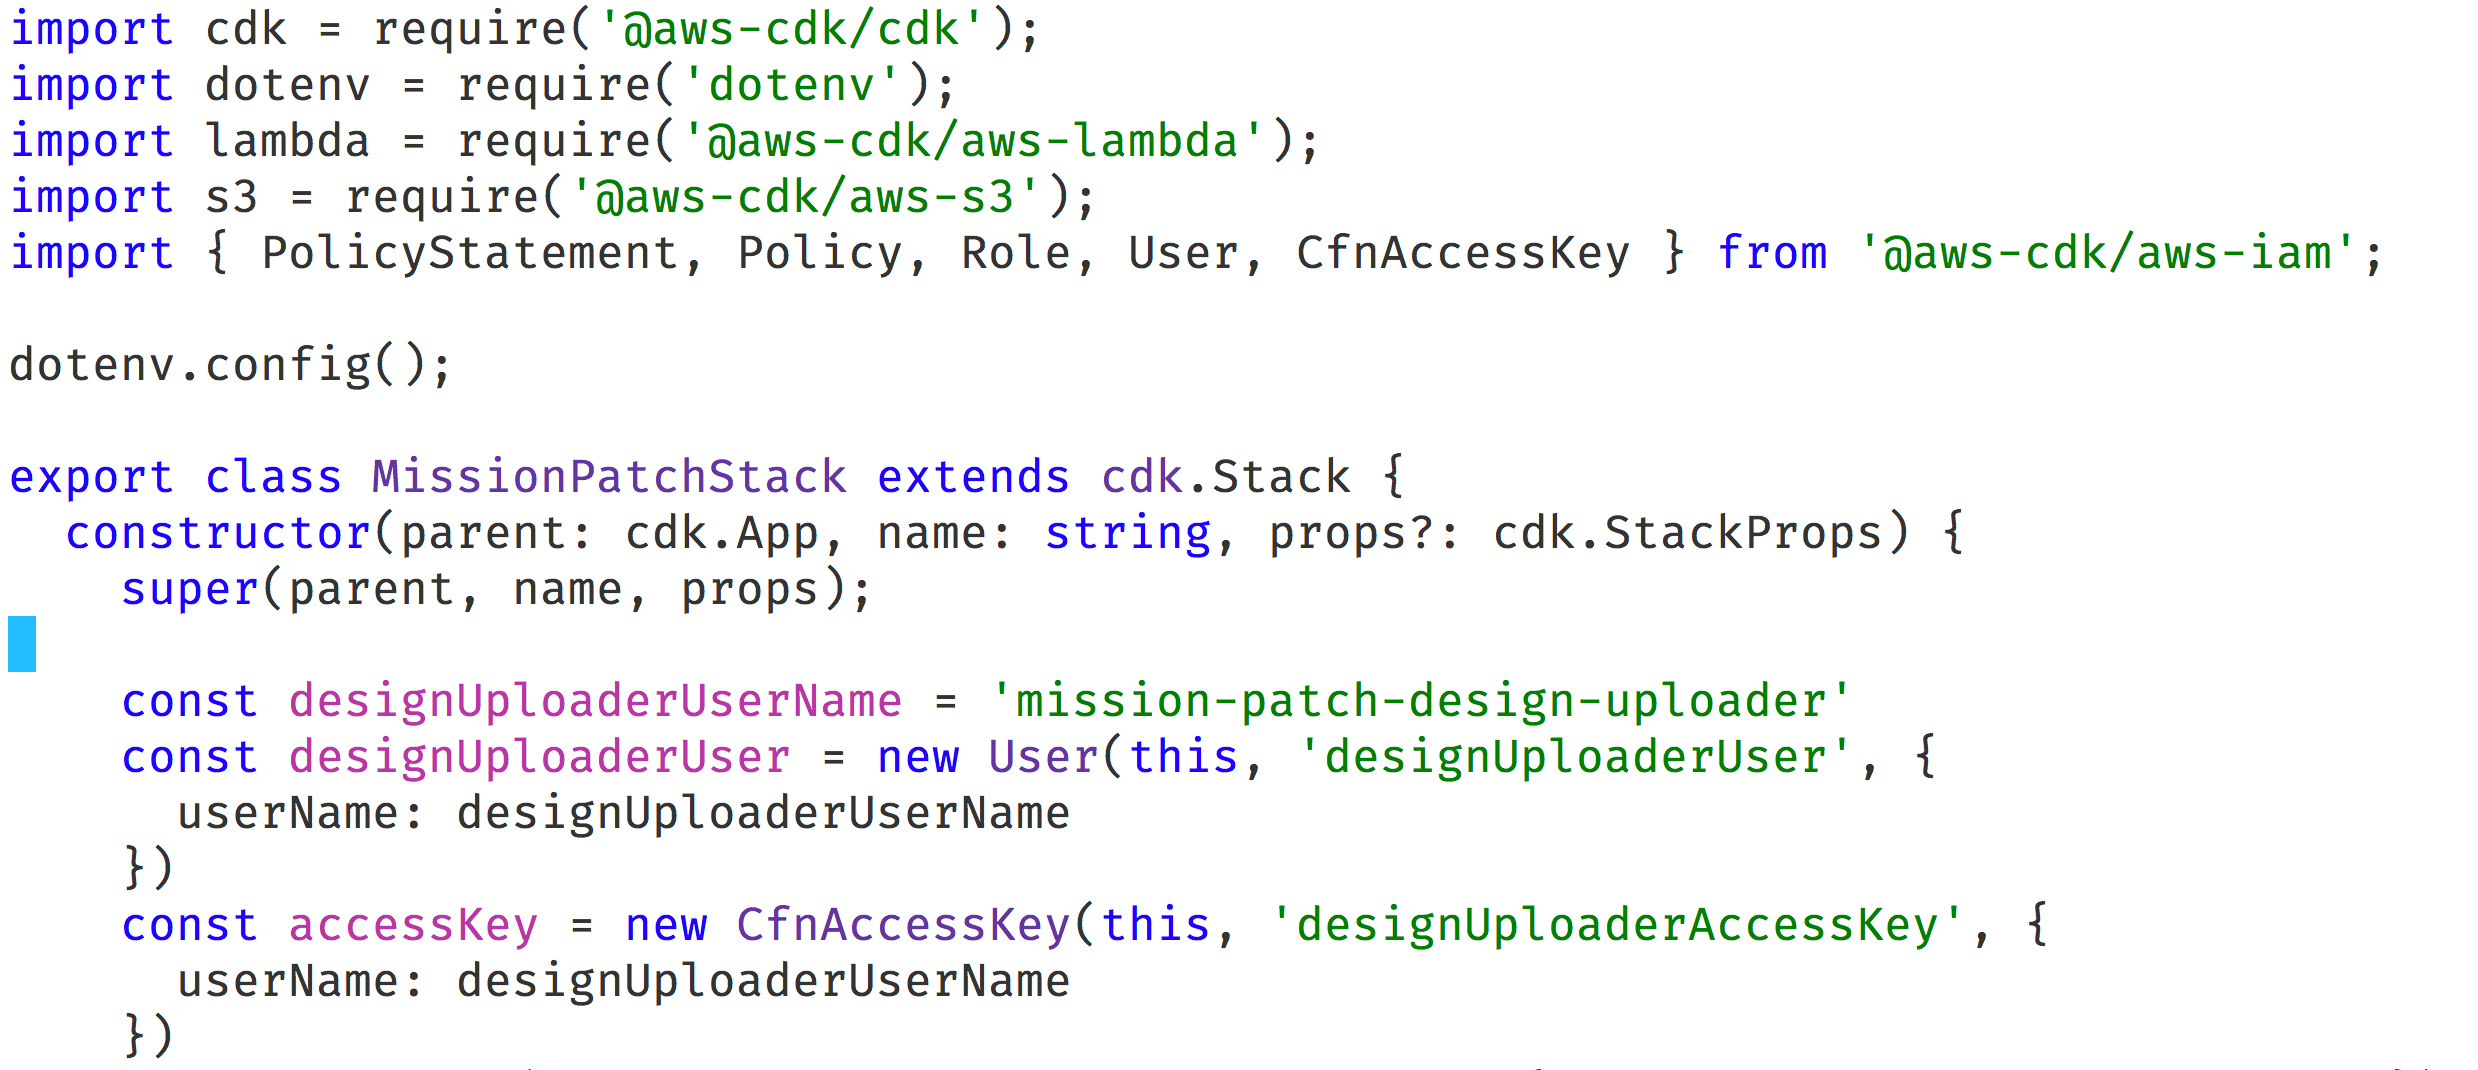 import cdk = require('@aws-cdk/cdk');
import dotenv = require('dotenv');
import lambda = require('@aws-cdk/aws-lambda');
import s3 = require('@aws-cdk/aws-s3');
import { PolicyStatement, Policy, Role, User, CfnAccessKey } from '@aws-cdk/aws-iam';

dotenv.config();

export class MissionPatchStack extends cdk.Stack {
  constructor(parent: cdk.App, name: string, props?: cdk.StackProps) {
    super(parent, name, props);

    const designUploaderUserName = 'mission-patch-design-uploader'
    const designUploaderUser = new User(this, 'designUploaderUser', {
      userName: designUploaderUserName
    })
    const accessKey = new CfnAccessKey(this, 'designUploaderAccessKey', {
      userName: designUploaderUserName
    })